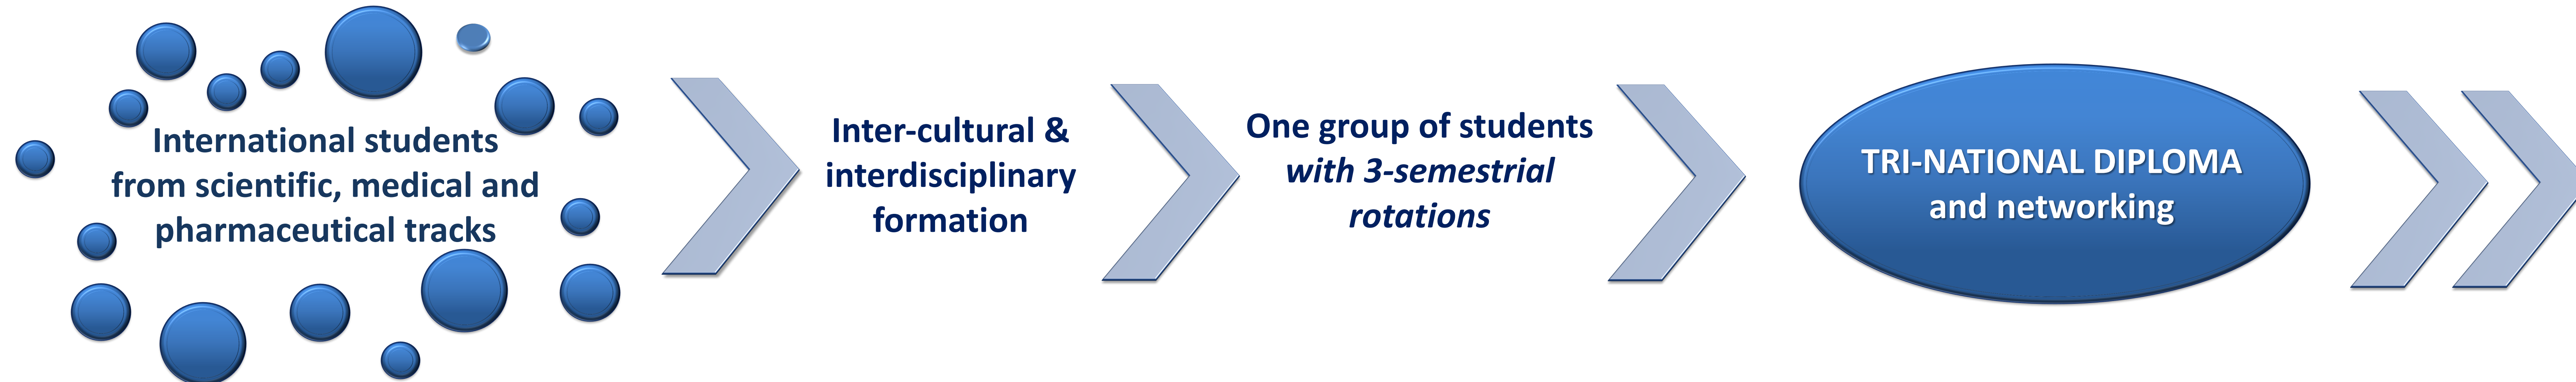 International students
from scientific, medical and
pharmaceutical tracks
Inter-cultural &
interdisciplinary
formation
One group of students
with 3-semestrial
rotations
TRI-NATIONAL DIPLOMA
and networking